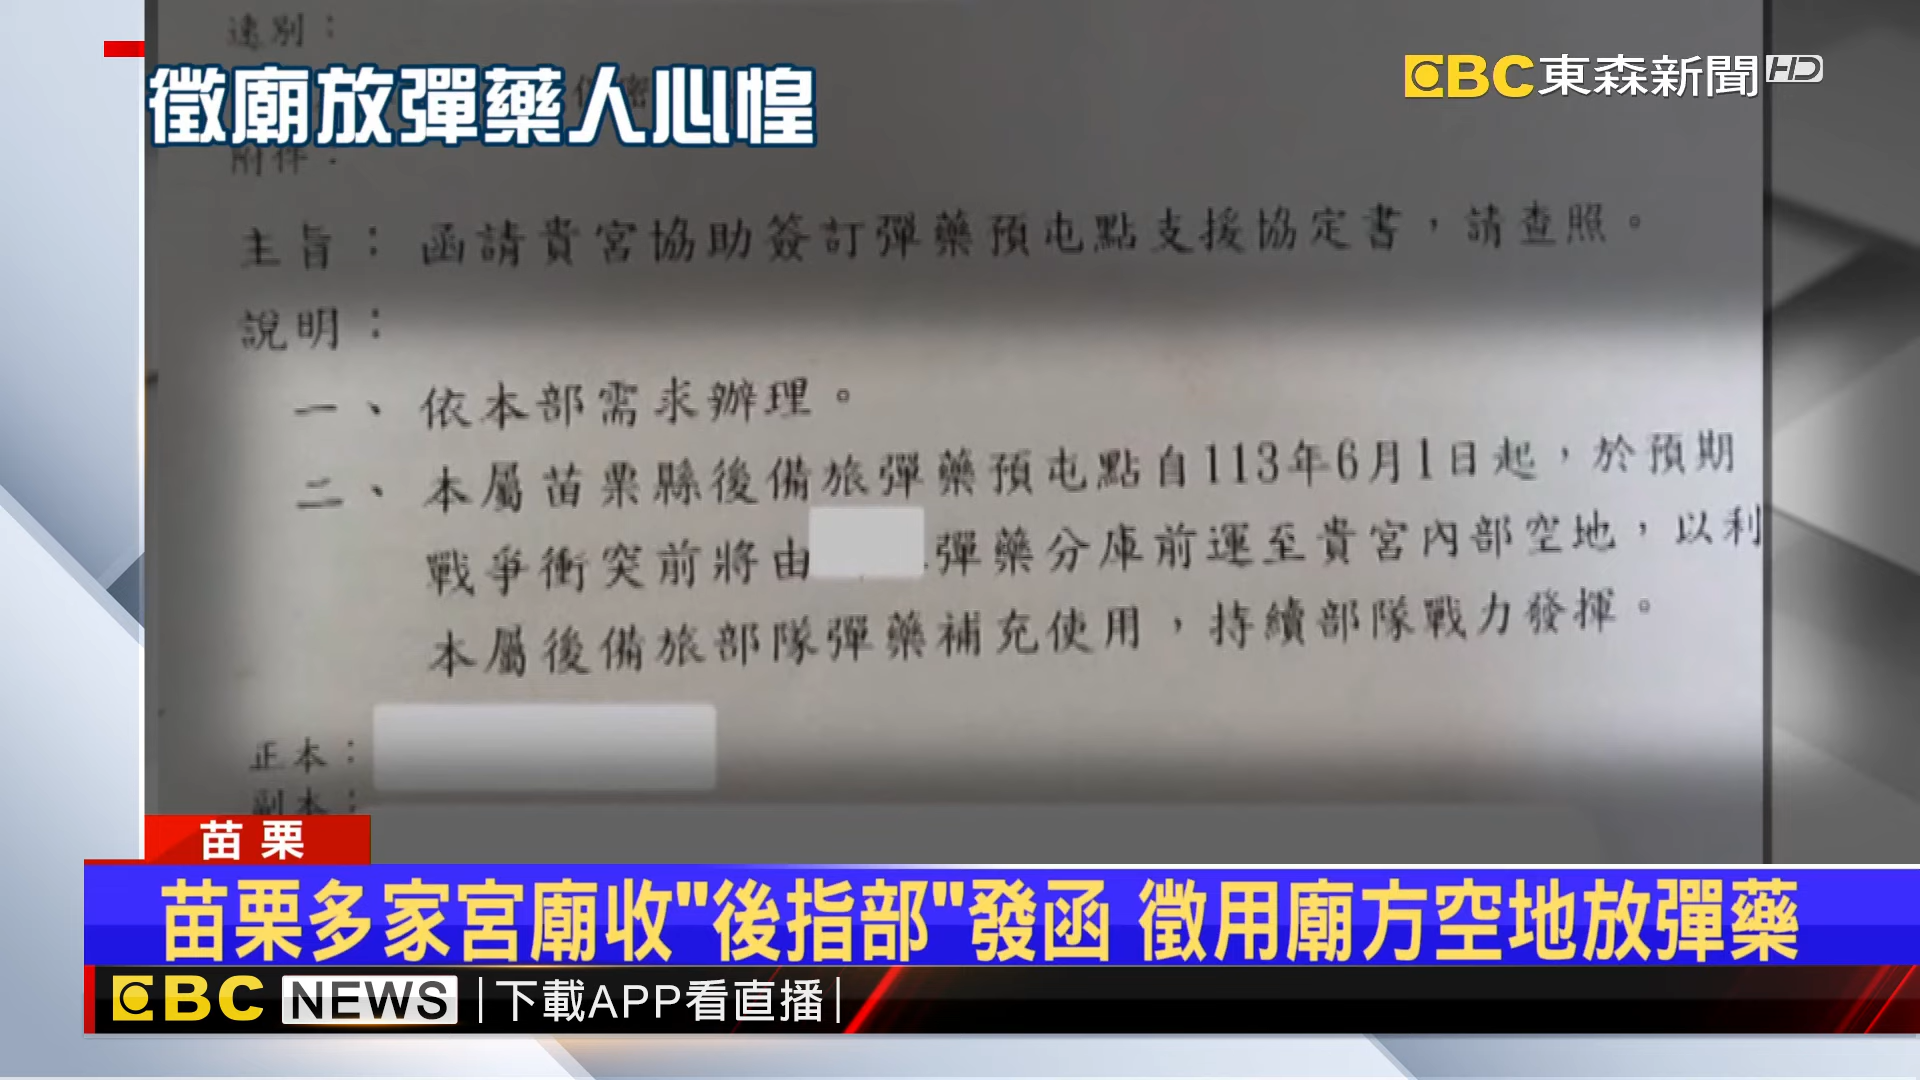 速別：
徵廟放彈藥人心惶
EBC東森新聞HD
附件：
主旨：函請貴宮協助簽訂彈藥預屯點支援協定書，請查照。
說明：
一、依本部需求辦理。
二、本屬苗栗縣後備旅彈藥預屯點自113年6月1日起，於預期
戰爭衝突前將由 彈藥分庫前運至貴宮內部空地，以利
本屬後備旅部隊彈藥補充使用，持續部隊戰力發揮。
正本：
副本：
苗栗
苗栗多家宮廟收"後指部"發函 徵用廟方空地放彈藥
EBC NEWS|下載APP看直播|